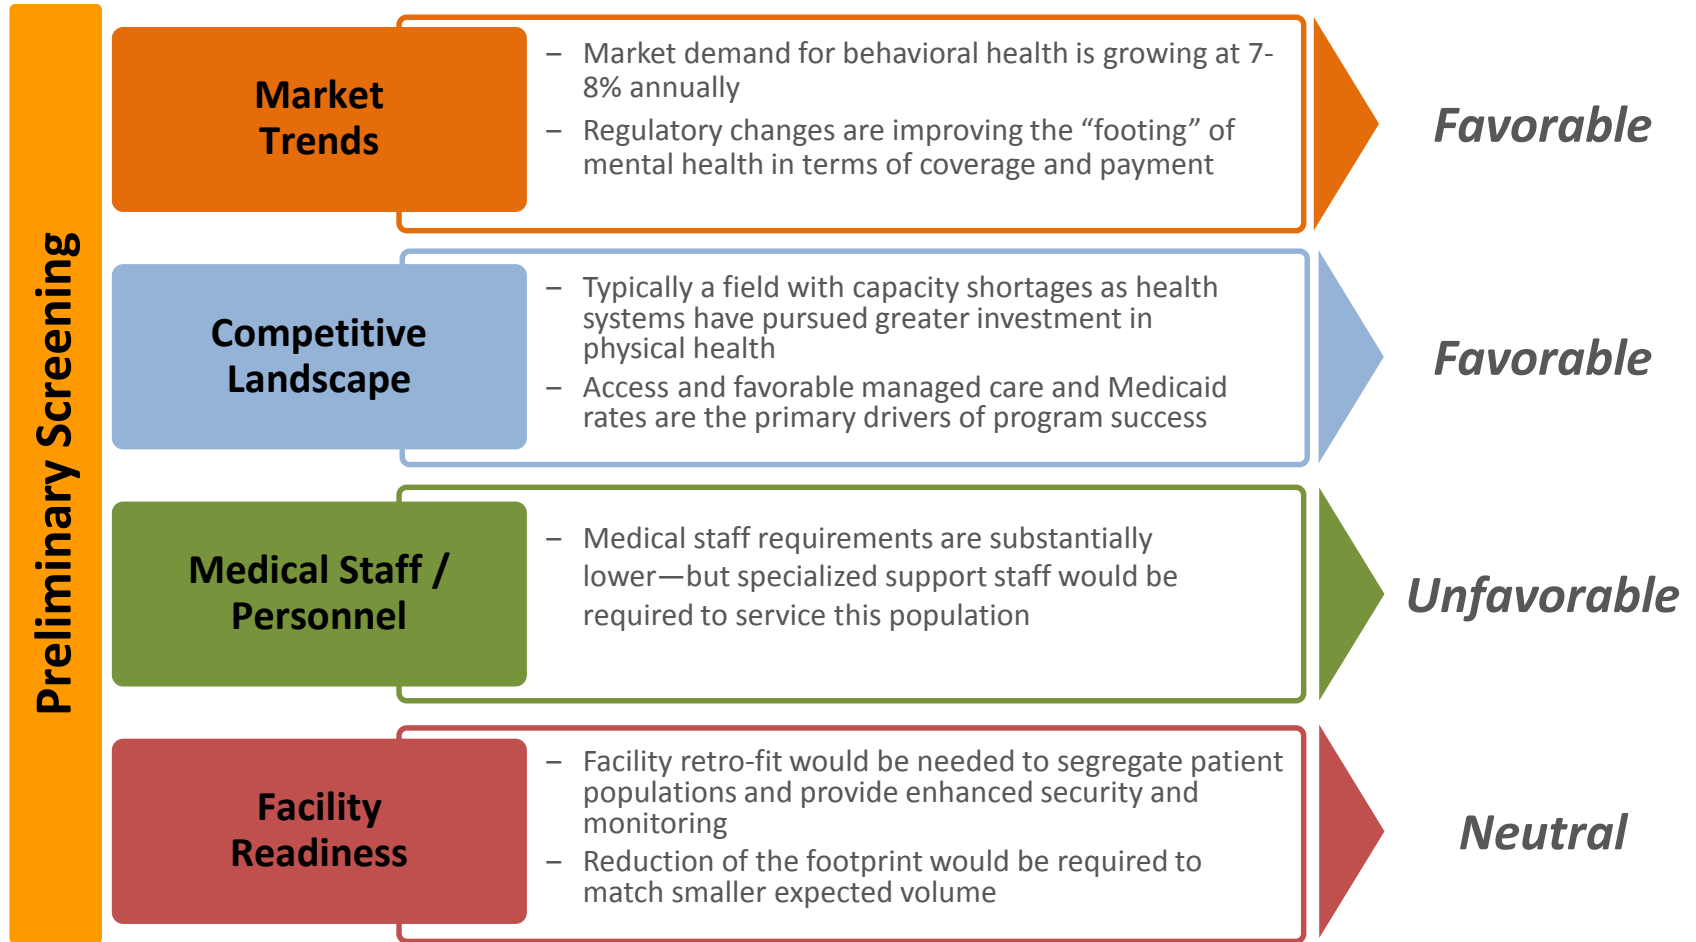 Preliminary Screening
Market
Trends
– Market demand for behavioral health is growing at 7-
8% annually
– Regulatory changes are improving the “footing” of
mental health in terms of coverage and payment
Favorable
Competitive
Landscape
– Typically a field with capacity shortages as health
systems have pursued greater investment in
physical health
– Access and favorable managed care and Medicaid
rates are the primary drivers of program success
Favorable
Medical Staff /
Personnel
– Medical staff requirements are substantially
lower—but specialized support staff would be
required to service this population
Unfavorable
Facility
Readiness
– Facility retro-fit would be needed to segregate patient
populations and provide enhanced security and
monitoring
– Reduction of the footprint would be required to
match smaller expected volume
Neutral